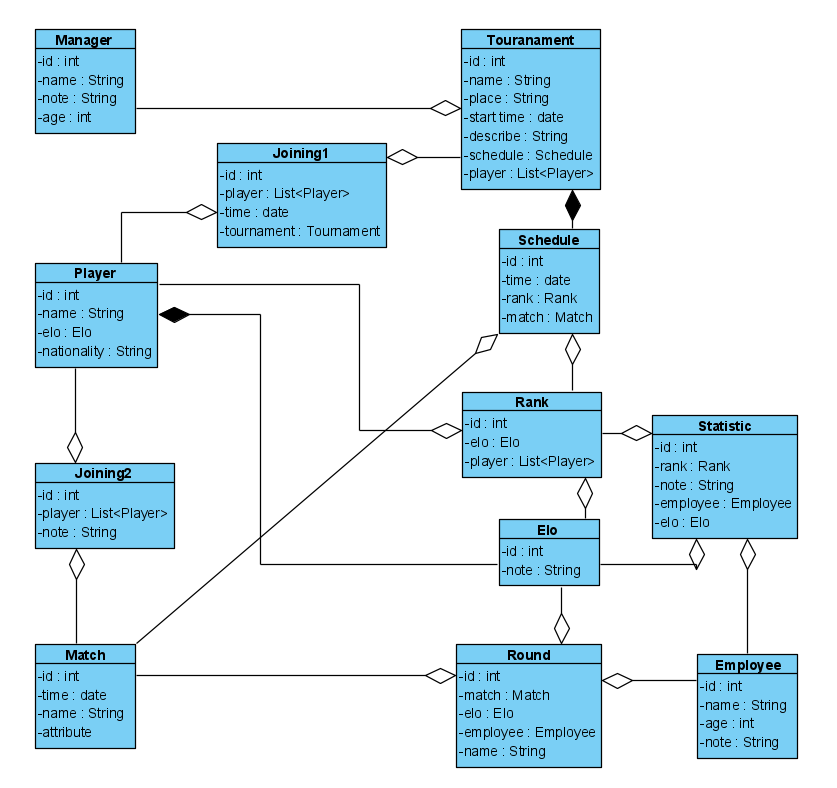 Manager
-id : int
-name : String
-note : String
-age : int
Touranament
-id : int
-name : String
-place : String
-start time : date
-describe : String
-schedule : Schedule
-player : List<Player>
Joining1
-id : int
-player : List<Player>
-time : date
-tournament : Tournament
Schedule
-id : int
-time : date
-rank : Rank
-match : Match
Player
-id : int
-name : String
-elo : Elo
-nationality : String
Rank
-id : int
-elo : Elo
-player : List<Player>
Statistic
-id : int
-rank : Rank
-note : String
-employee : Employee
-elo : Elo
Joining2
-id : int
-player : List<Player>
-note : String
Elo
-id : int
-note : String
Match
-id : int
-time : date
-name : String
-attribute
Round
-id : int
-match : Match
-elo : Elo
-employee : Employee
-name : String
Employee
-id : int
-name : String
-age : int
-note : String